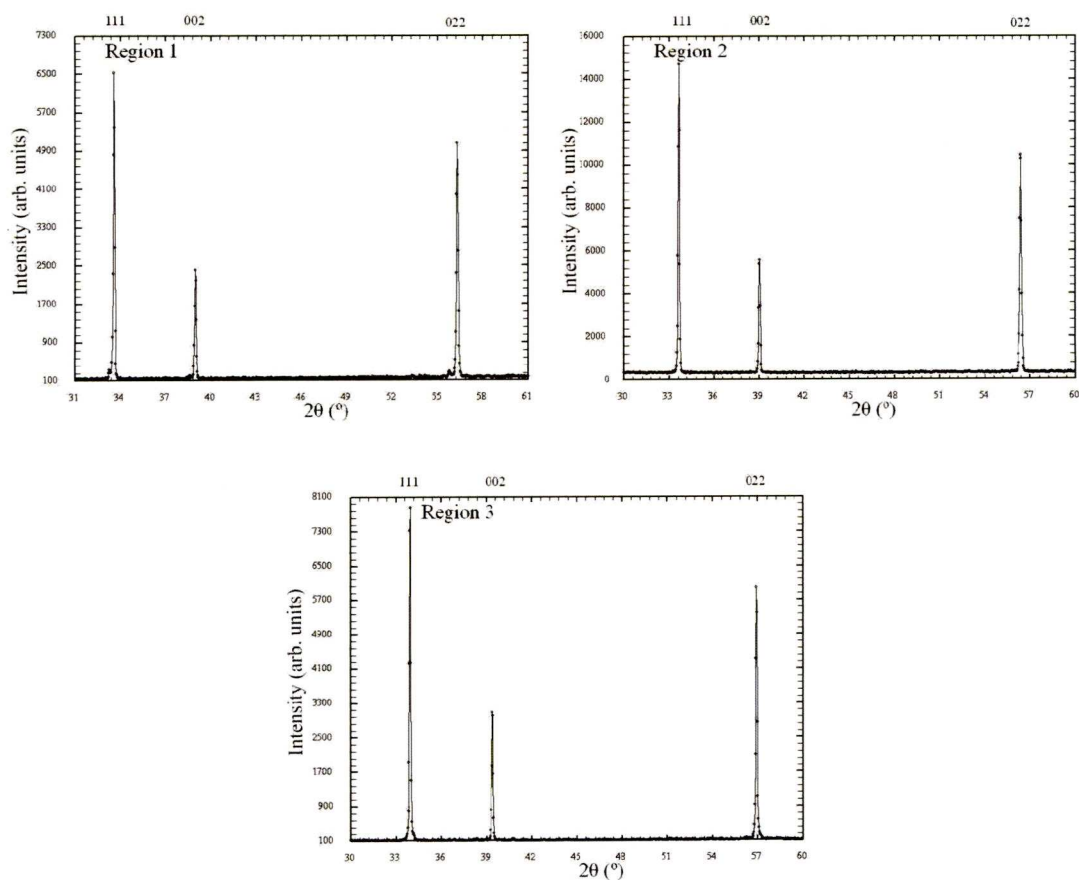 111 002 022
Region 1
7300
6500
5700
4900
4100
3300
2500
1700
900
100
Intensity (arb. units)
31 34 37 40 43 46 49 52 55 58 61
2θ (º)
111 002 022
Region 2
16000
14000
12000
10000
8000
6000
4000
2000
0
Intensity (arb. units)
30 33 36 39 42 45 48 51 54 57 60
2θ (º)
111 002 022
Region 3
8100
7300
6500
5700
4900
4100
3300
2500
1700
900
100
Intensity (arb. units)
30 33 36 39 42 45 48 51 54 57 60
2θ (º)